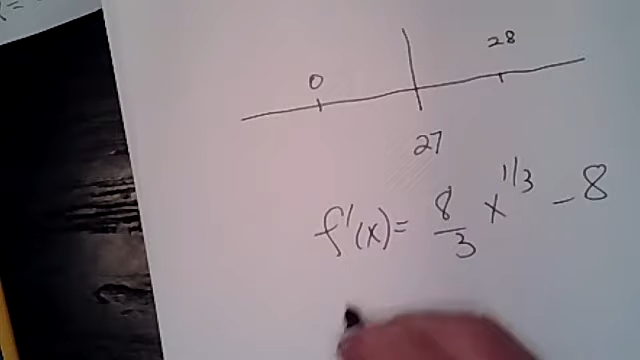 x=
0 28
27
f'(x)= 8/3 x^1/3 - 8